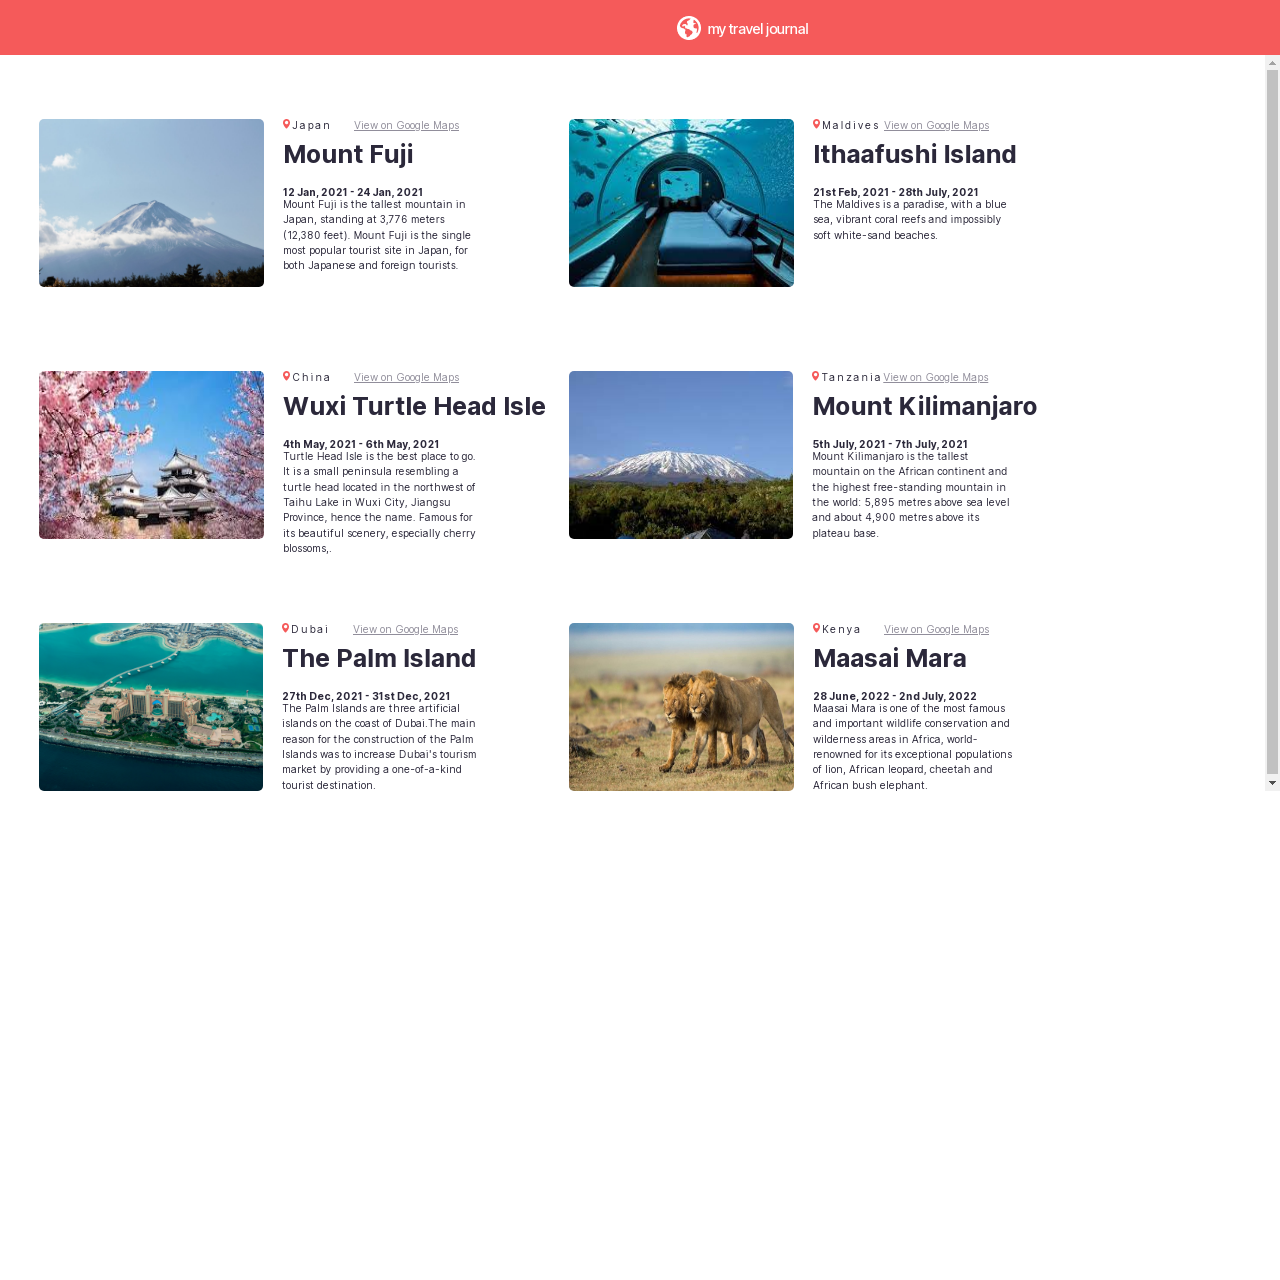 my travel journal
Japan View on Google Maps
Mount Fuji
12 Jan, 2021 - 24 Jan, 2021
Mount Fuji is the tallest mountain in
Japan, standing at 3,776 meters
(12,380 feet). Mount Fuji is the single
most popular tourist site in Japan, for
both Japanese and foreign tourists.
Maldives View on Google Maps
Ithaafushi Island
21st Feb, 2021 - 28th July, 2021
The Maldives is a paradise, with a blue
sea, vibrant coral reefs and impossibly
soft white-sand beaches.
China View on Google Maps
Wuxi Turtle Head Isle
4th May, 2021 - 6th May, 2021
Turtle Head Isle is the best place to go.
It is a small peninsula resembling a
turtle head located in the northwest of
Taihu Lake in Wuxi City, Jiangsu
Province, hence the name. Famous for
its beautiful scenery, especially cherry
blossoms,.
Tanzania View on Google Maps
Mount Kilimanjaro
5th July, 2021 - 7th July, 2021
Mount Kilimanjaro is the tallest
mountain on the African continent and
the highest free-standing mountain in
the world: 5,895 metres above sea level
and about 4,900 metres above its
plateau base.
Dubai View on Google Maps
The Palm Island
27th Dec, 2021 - 31st Dec, 2021
The Palm Islands are three artificial
islands on the coast of Dubai.The main
reason for the construction of the Palm
Islands was to increase Dubai's tourism
market by providing a one-of-a-kind
tourist destination.
Kenya View on Google Maps
Maasai Mara
28 June, 2022 - 2nd July, 2022
Maasai Mara is one of the most famous
and important wildlife conservation and
wilderness areas in Africa, world-
renowned for its exceptional populations
of lion, African leopard, cheetah and
African bush elephant.